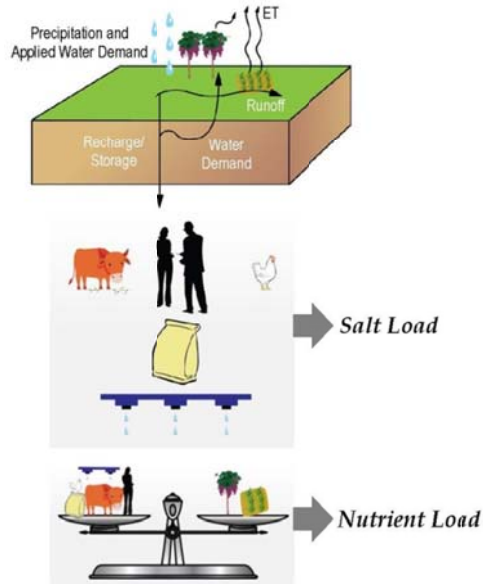 ET
Precipitation and
Applied Water Demand
Runoff
Recharge/
Storage
Water
Demand
Salt Load
Nutrient Load